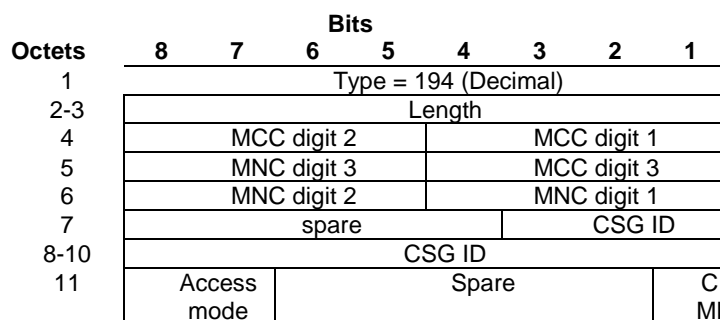 Bits
Octets 8 7 6 5 4 3 2 1
1 Type = 194 (Decimal)
2-3 Length
4 MCC digit 2 MCC digit 1
5 MNC digit 3 MCC digit 3
6 MNC digit 2 MNC digit 1
7 spare CSG ID
8-10 CSG ID
11 Access Spare C
mode MI